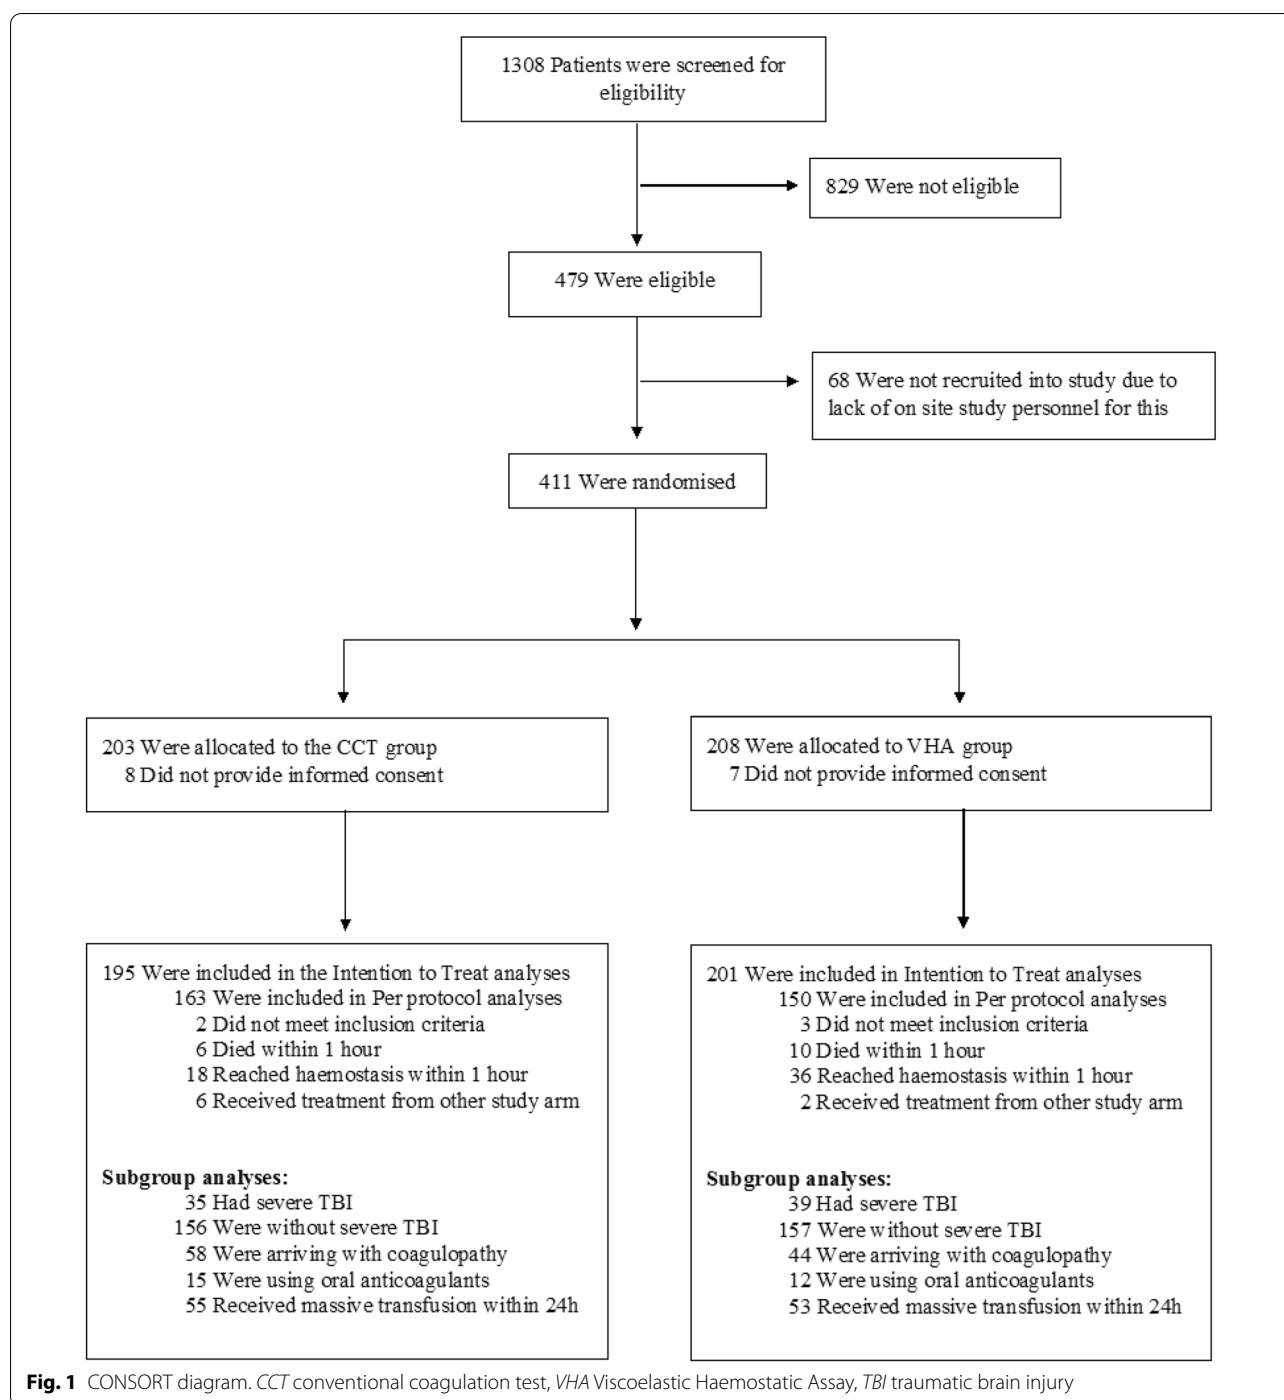 1308 Patients were screened for
eligibility
829 Were not eligible
479 Were eligible
68 Were not recruited into study due to
lack of on site study personnel for this
411 Were randomised
203 Were allocated to the CCT group
8 Did not provide informed consent
208 Were allocated to VHA group
7 Did not provide informed consent
195 Were included in the Intention to Treat analyses
163 Were included in Per protocol analyses
2 Did not meet inclusion criteria
6 Died within 1 hour
18 Reached haemostasis within 1 hour
6 Received treatment from other study arm
Subgroup analyses:
35 Had severe TBI
156 Were without severe TBI
58 Were arriving with coagulopathy
15 Were using oral anticoagulants
55 Received massive transfusion within 24h
201 Were included in Intention to Treat analyses
150 Were included in Per protocol analyses
3 Did not meet inclusion criteria
10 Died within 1 hour
36 Reached haemostasis within 1 hour
2 Received treatment from other study arm
Subgroup analyses:
39 Had severe TBI
157 Were without severe TBI
44 Were arriving with coagulopathy
12 Were using oral anticoagulants
53 Received massive transfusion within 24h
Fig. 1 CONSORT diagram. CCT conventional coagulation test, VHA Viscoelastic Haemostatic Assay, TBI traumatic brain injury